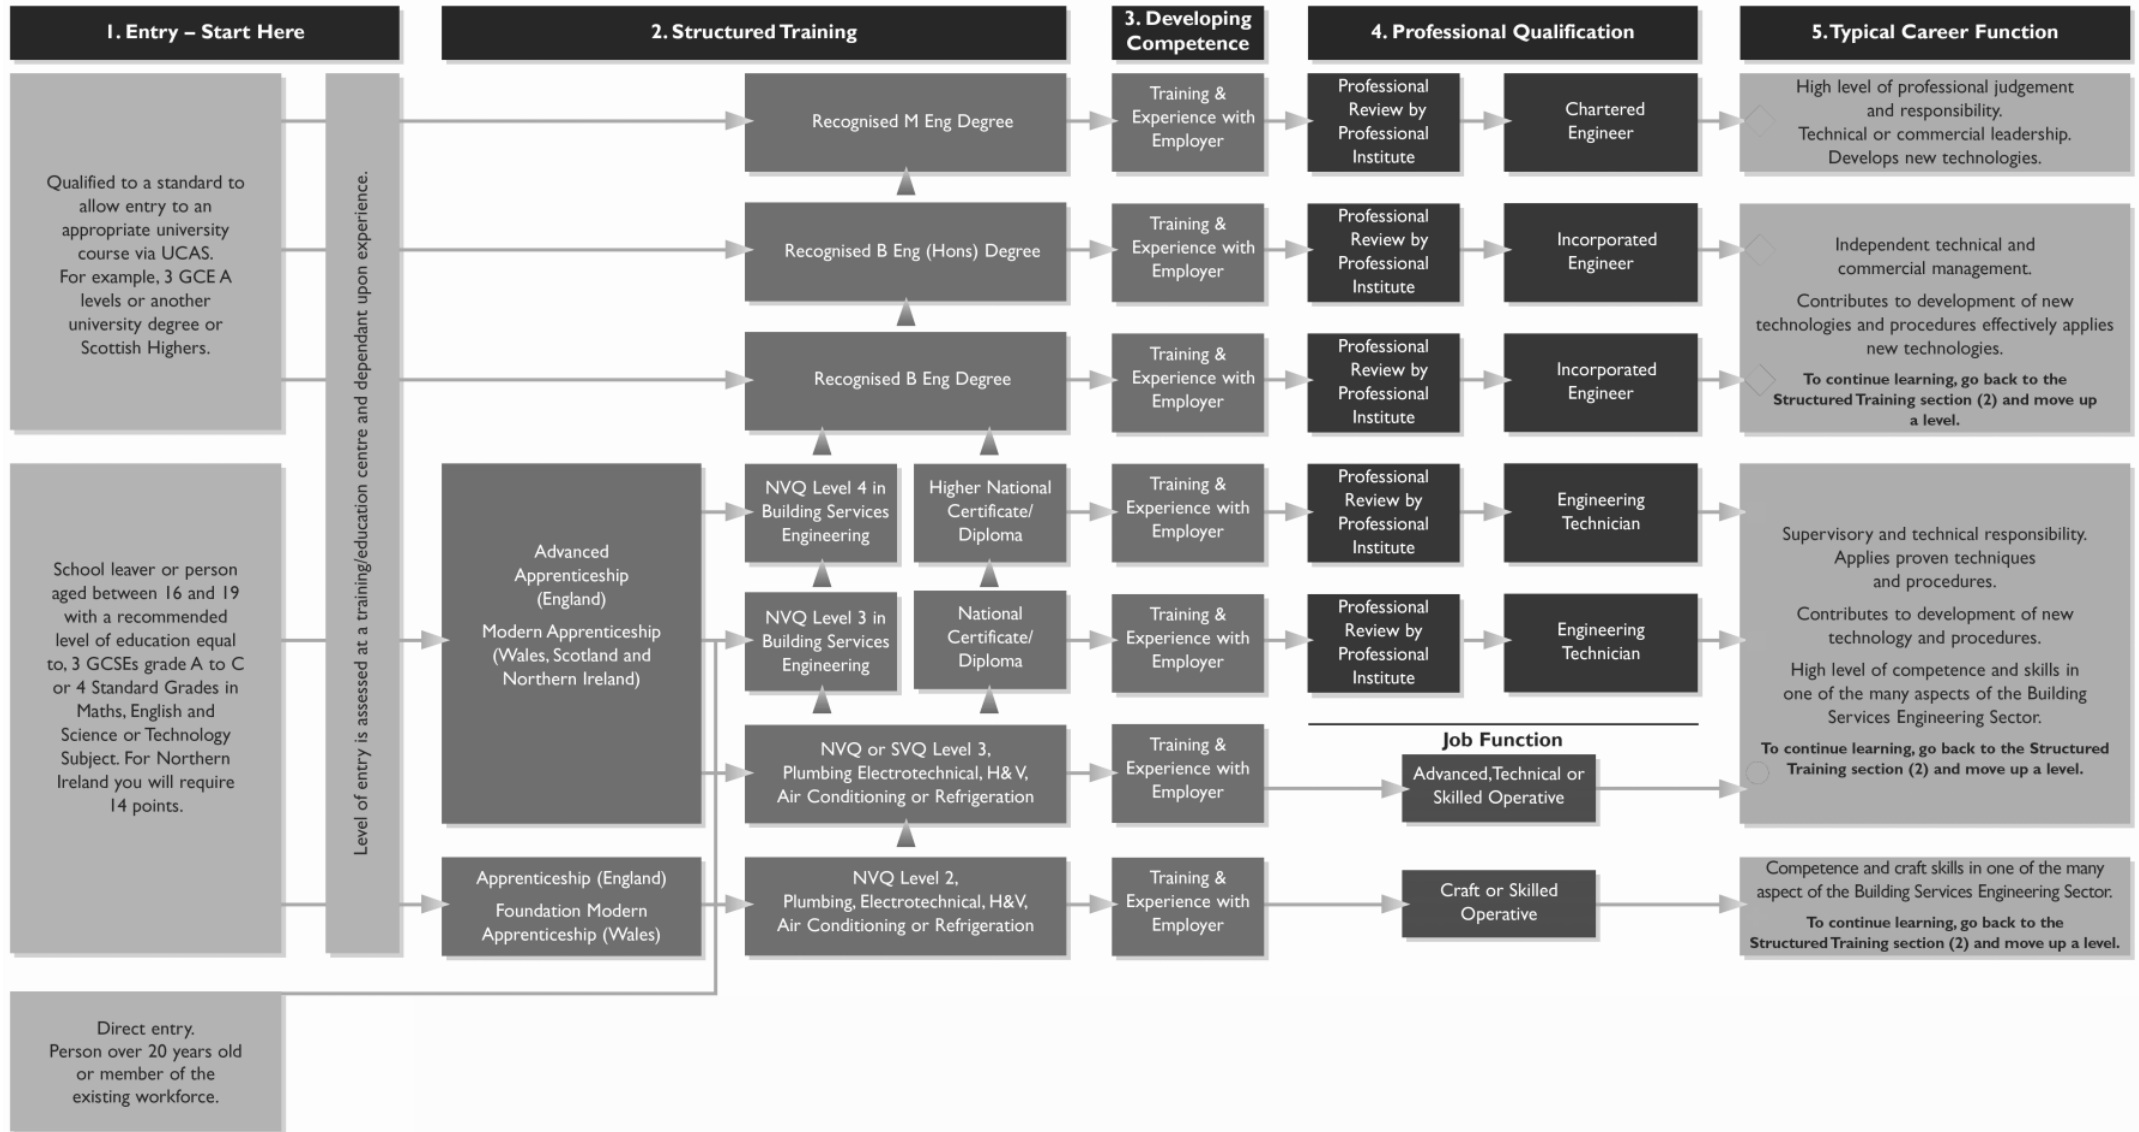 1. Entry – Start Here
2. Structured Training
3. Developing
Competence
4. Professional Qualification
5. Typical Career Function
Qualified to a standard to
allow entry to an
appropriate university
course via UCAS.
For example, 3 GCE A
levels or another
university degree or
Scottish Highers.
School leaver or person
aged between 16 and 19
with a recommended
level of education equal
to, 3 GCSEs grade A to C
or 4 Standard Grades in
Maths, English and
Science or Technology
Subject. For Northern
Ireland you will require
14 points.
Direct entry.
Person over 20 years old
or member of the
existing workforce.
Level of entry is assessed at a training/education centre and dependant upon experience.
Recognised M Eng Degree
Training &
Experience with
Employer
Professional
Review by
Professional
Institute
Chartered
Engineer
High level of professional judgement
and responsibility.
Technical or commercial leadership.
Develops new technologies.
Recognised B Eng (Hons) Degree
Training &
Experience with
Employer
Professional
Review by
Professional
Institute
Incorporated
Engineer
Independent technical and
commercial management.
Contributes to development of new
technologies and procedures effectively applies
new technologies.
To continue learning, go back to the
Structured Training section (2) and move up
a level.
Recognised B Eng Degree
Training &
Experience with
Employer
Professional
Review by
Professional
Institute
Incorporated
Engineer
Advanced
Apprenticeship
(England)
Modern Apprenticeship
(Wales, Scotland and
Northern Ireland)
NVQ Level 4 in
Building Services
Engineering
Higher National
Certificate/
Diploma
Training &
Experience with
Employer
Professional
Review by
Professional
Institute
Engineering
Technician
Supervisory and technical responsibility.
Applies proven techniques
and procedures.
Contributes to development of new
technology and procedures.
High level of competence and skills in
one of the many aspects of the Building
Services Engineering Sector.
To continue learning, go back to the Structured
Training section (2) and move up a level.
NVQ Level 3 in
Building Services
Engineering
National
Certificate/
Diploma
Training &
Experience with
Employer
Professional
Review by
Professional
Institute
Engineering
Technician
NVQ or SVQ Level 3,
Plumbing Electrotechnical, H&V,
Air Conditioning or Refrigeration
Training &
Experience with
Employer
Job Function
Advanced, Technical or
Skilled Operative
Apprenticeship (England)
Foundation Modern
Apprenticeship (Wales)
NVQ Level 2,
Plumbing, Electrotechnical, H&V,
Air Conditioning or Refrigeration
Training &
Experience with
Employer
Craft or Skilled
Operative
Competence and craft skills in one of the many
aspect of the Building Services Engineering Sector.
To continue learning, go back to the
Structured Training section (2) and move up a level.